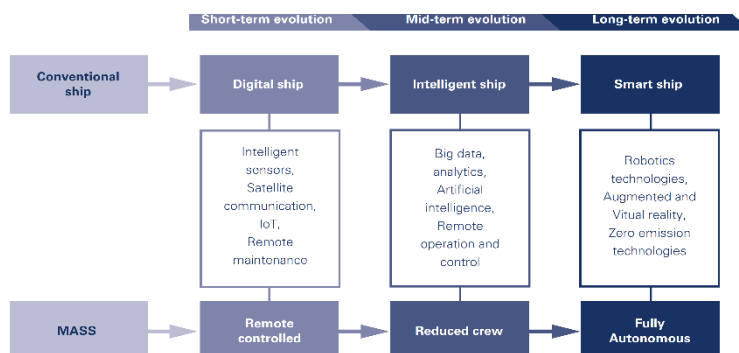 Short-term evolution
Mid-term evolution
Long-term evolution
Conventional
ship
Digital ship
Intelligent ship
Smart ship
Intelligent
sensors,
Satellite
communication,
IoT,
Remote
maintenance
Big data,
analytics,
Artificial
intelligence,
Remote
operation and
control
Robotics
technologies,
Augmented and
Vitual reality,
Zero emission
technologies
MASS
Remote
controlled
Reduced crew
Fully
Autonomous